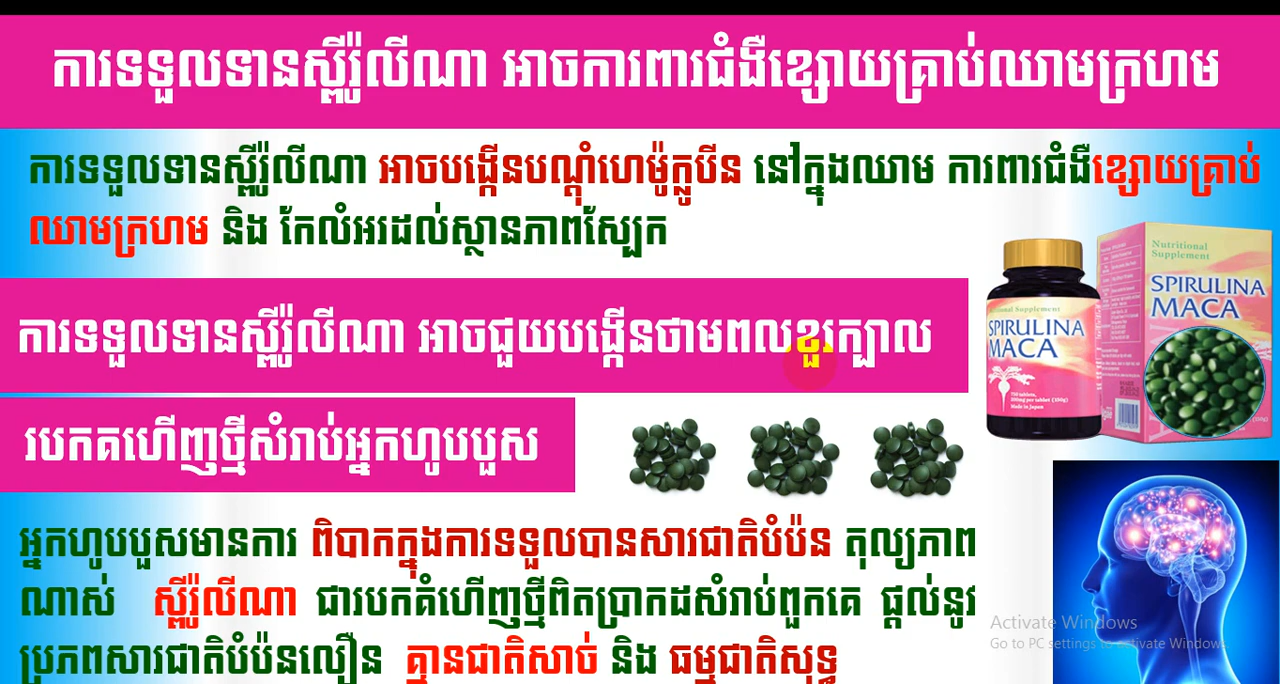 ការទទួលទានស្ពីរ៉ូលីណា អាចការពារជំងឺខ្សោយគ្រាប់ឈាមក្រហម
ការទទួលទានស្ពីរ៉ូលីណា អាចបង្កើនបណ្តុំហេម៉ូក្លូបីន នៅក្នុងឈាម ការពារជំងឺខ្សោយគ្រាប់
ឈាមក្រហម និង កែលំអរដល់ស្ថានភាពស្បែក
ការទទួលទានស្ពីរ៉ូលីណា អាចជួយបង្កើនថាមពលខួរក្បាល
របកគហើញថ្មីសំរាប់អ្នកហូបបួស
អ្នកហូបបួសមានការ ពិបាកក្នុងការទទួលបានសារជាតិបំប៉ន តុល្យភាព
ណាស់ ស្ពីរ៉ូលីណា ជារបកគំហើញថ្មីពិតប្រាកដសំរាប់ពួកគេ ផ្តល់នូវ
ប្រភពសារជាតិបំប៉នលឿន គ្មានជាតិសាច់ និង ធម្មជាតិសុទ្ធ
Nutritional
Supplement
SPIRULINA
MACA
Nutritional Supplement
SPIRULINA
MACA
750 tablets,
200mg per tablet (150g)
Made in Japan
Activate Windows
Go to PC settings to activate Windows.